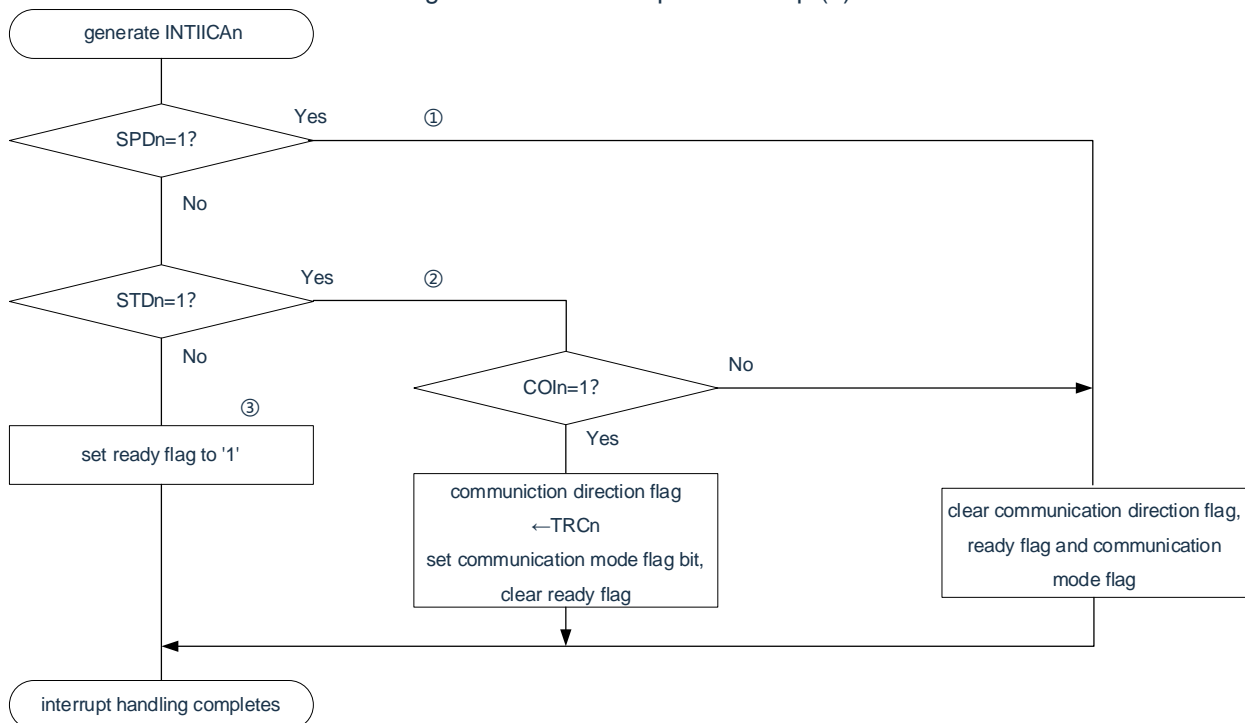 generate INTIICAn
Yes
①
SPDn=1?
No
Yes
②
STDn=1?
No
No
COIn=1?
③
Yes
set ready flag to '1'
communiction direction flag
←TRCn
set communication mode flag bit,
clear ready flag
clear communication direction flag,
ready flag and communication
mode flag
interrupt handling completes